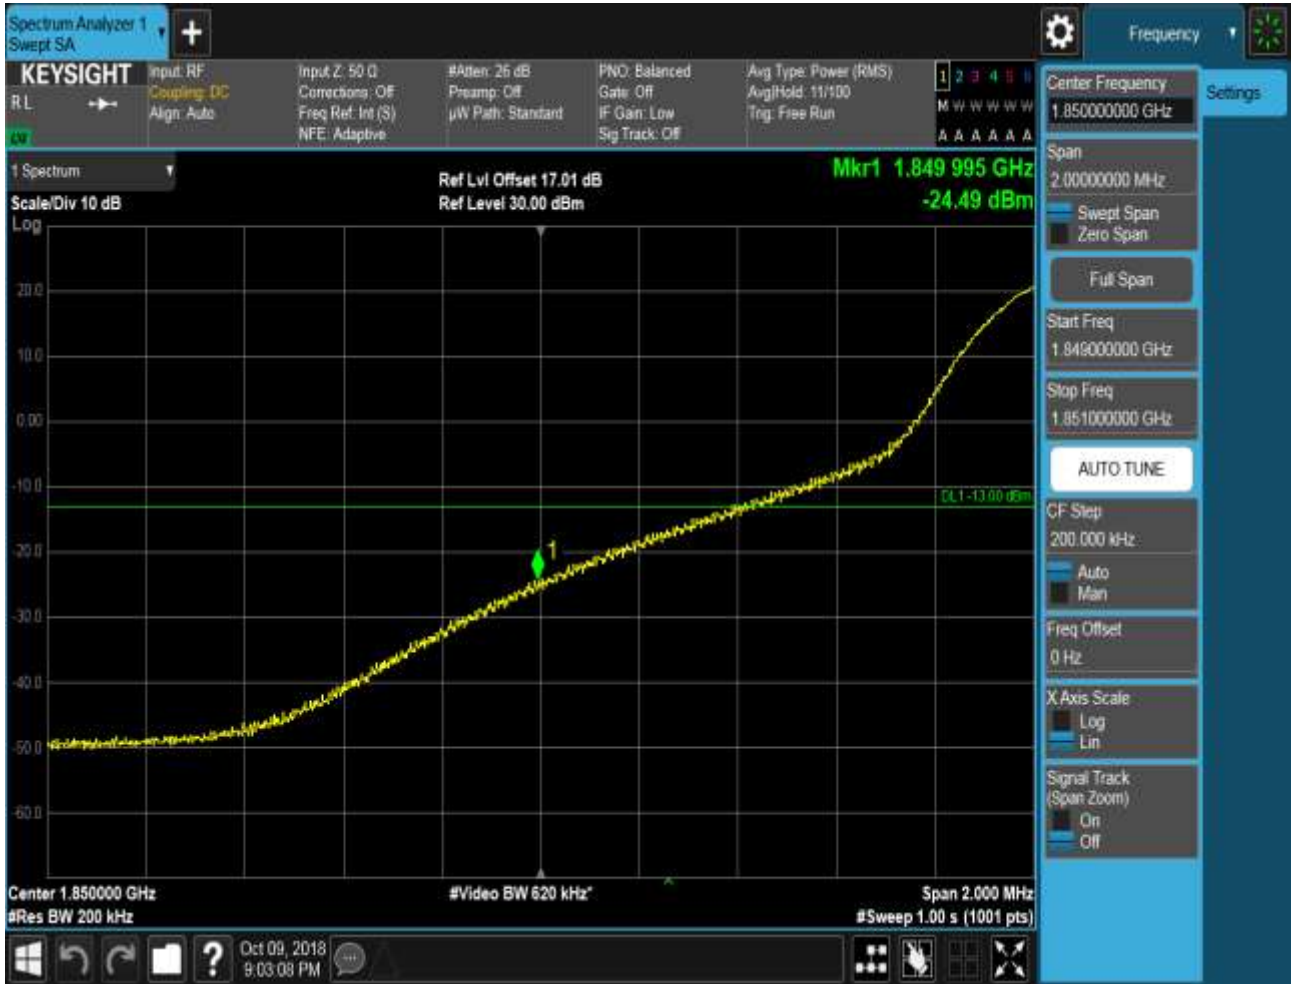 Spectrum Analyzer 1
Swept SA
Frequency
KEYSIGHT
RL
LW
Input: RF
Coupling: DC
Align: Auto
Input Z: 50 Ω
Corrections: Off
Freq Ref: Int (S)
NFE: Adaptive
#Atten: 26 dB
Preamp: Off
µW Path: Standard
PNO: Balanced
Gate: Off
IF Gain: Low
Sig Track: Off
Avg Type: Power (RMS)
Avg|Hold: 11/100
Trig: Free Run
1 2 3 4 5 6
M W W W W W
A A A A A A
1 Spectrum
Scale/Div 10 dB
Log
Ref Lvl Offset 17.01 dB
Ref Level 30.00 dBm
Mkr1 1.849 995 GHz
-24.49 dBm
20.0
10.0
0.00
-10.0
-20.0
-30.0
-40.0
-50.0
-60.0
DL1 -13.00 dBm
1
Center 1.850000 GHz
#Res BW 200 kHz
#Video BW 620 kHz*
Span 2.000 MHz
#Sweep 1.00 s (1001 pts)
Oct 09, 2018
9:03:08 PM
Center Frequency
1.850000000 GHz
Settings
Span
2.00000000 MHz
Swept Span
Zero Span
Full Span
Start Freq
1.849000000 GHz
Stop Freq
1.851000000 GHz
AUTO TUNE
CF Step
200.000 kHz
Auto
Man
Freq Offset
0 Hz
X Axis Scale
Log
Lin
Signal Track
(Span Zoom)
On
Off